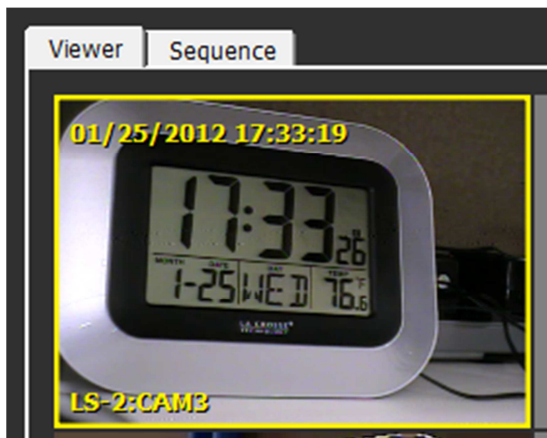 Viewer
Sequence
01/25/2012 17:33:19
17:33 26
MONTH DATE DAY TEMP
1-25 WED 76.6 °F
LA CROSSE
TECHNOLOGY
LS-2:CAM3